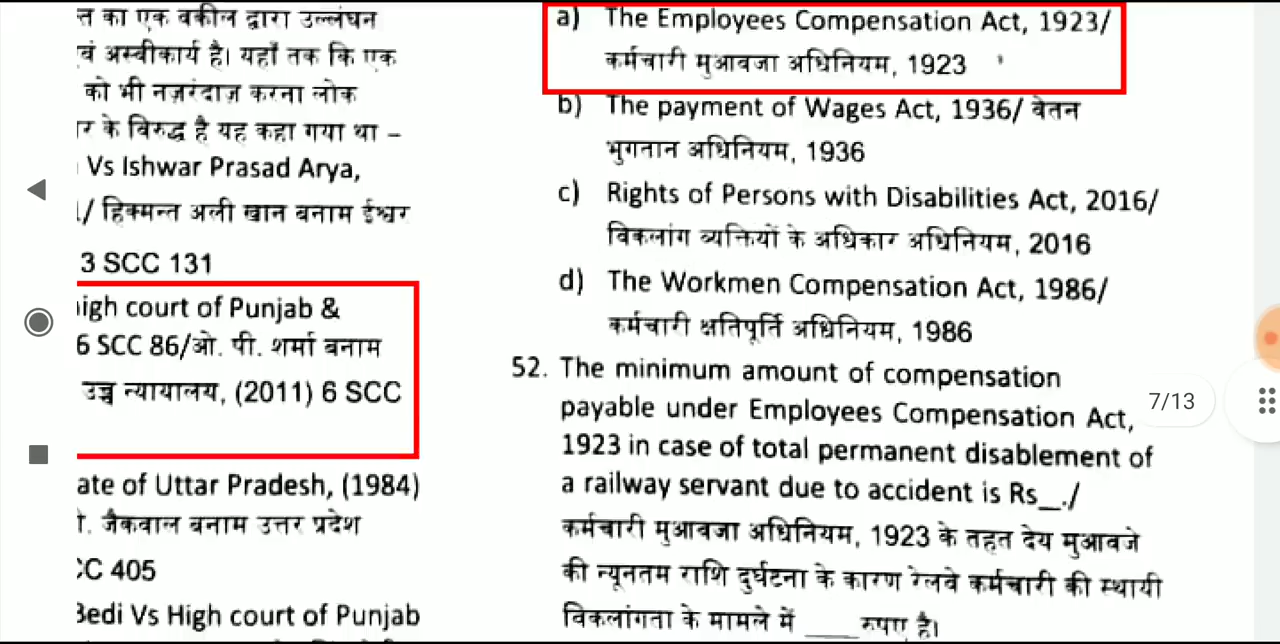 त का एक वकील द्वारा उल्लंघन
वं अस्वीकार्य है। यहाँ तक कि एक
को भी नज़रंदाज़ करना लोक
र के विरुद्ध है यह कहा गया था –
Vs Ishwar Prasad Arya,
/ हिक्मन्त अली खान बनाम ईश्वर
3 SCC 131
igh court of Punjab &
6 SCC 86/ओ. पी. शर्मा बनाम
उच्च न्यायालय, (2011) 6 SCC
ate of Uttar Pradesh, (1984)
. जैकवाल बनाम उत्तर प्रदेश
CC 405
Bedi Vs High court of Punjab
a) The Employees Compensation Act, 1923/
कर्मचारी मुआवजा अधिनियम, 1923
b) The payment of Wages Act, 1936/ वेतन
भुगतान अधिनियम, 1936
c) Rights of Persons with Disabilities Act, 2016/
विकलांग व्यक्तियों के अधिकार अधिनियम, 2016
d) The Workmen Compensation Act, 1986/
कर्मचारी क्षतिपूर्ति अधिनियम, 1986
52. The minimum amount of compensation
payable under Employees Compensation Act,
1923 in case of total permanent disablement of
a railway servant due to accident is Rs__./
कर्मचारी मुआवजा अधिनियम, 1923 के तहत देय मुआवजे
की न्यूनतम राशि दुर्घटना के कारण रेलवे कर्मचारी की स्थायी
विकलांगता के मामले में ____ रुपए है।
7/13